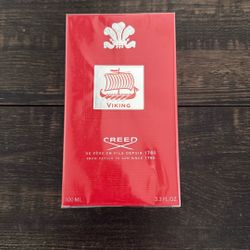 VIKING
CREED
DE PÈRE EN FILS DEPUIS 1760
FROM FATHER TO SON SINCE 1760
100 ML
3.3 FL.OZ.